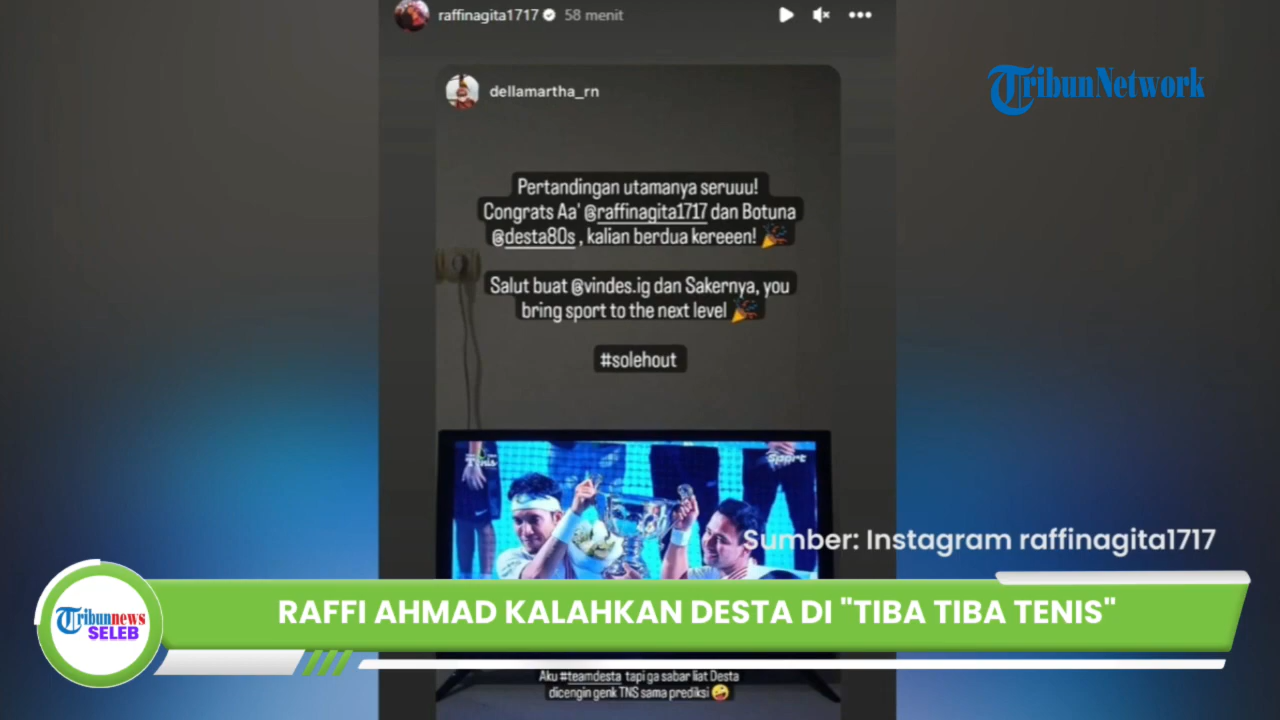 raffinagita1717 58 menit
TribunNetwork
dellamartha_rn
Pertandingan utamanya seruuu!
Congrats Aa' @raffinagita1717 dan Botuna
@desta80s , kalian berdua kereeen! 🎉
Salut buat @vindes.ig dan Sakernya, you
bring sport to the next level 🎉
#solehout
Tenis
Sport
Sumber: Instagram raffinagita1717
Tribunnews
SELEB
RAFFI AHMAD KALAHKAN DESTA DI "TIBA TIBA TENIS"
Aku #teamdesta tapi ga sabar liat Desta
dicengin genk TNS sama prediksi 🤪